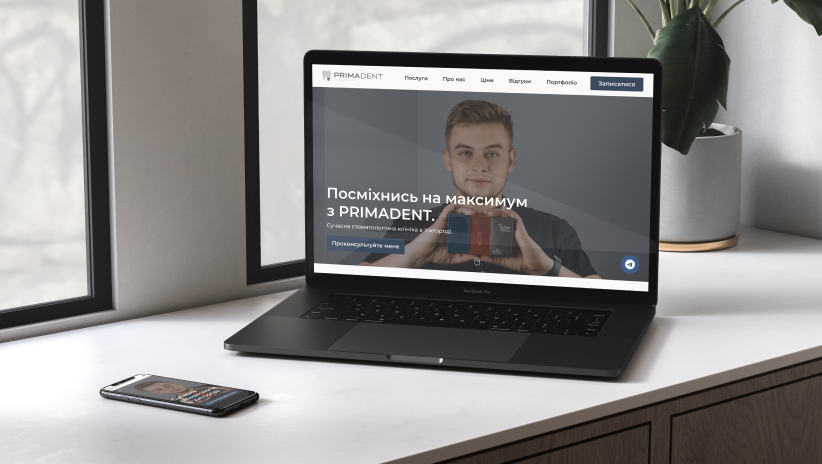 PRIMADENT
Послуги
Про нас
Ціни
Відгуки
Портфоліо
Записатися
Посміхнись на максимум
з PRIMADENT.
Сучасна стоматологічна клініка в Ужгороді.
Проконсультуйте мене
MacBook Pro